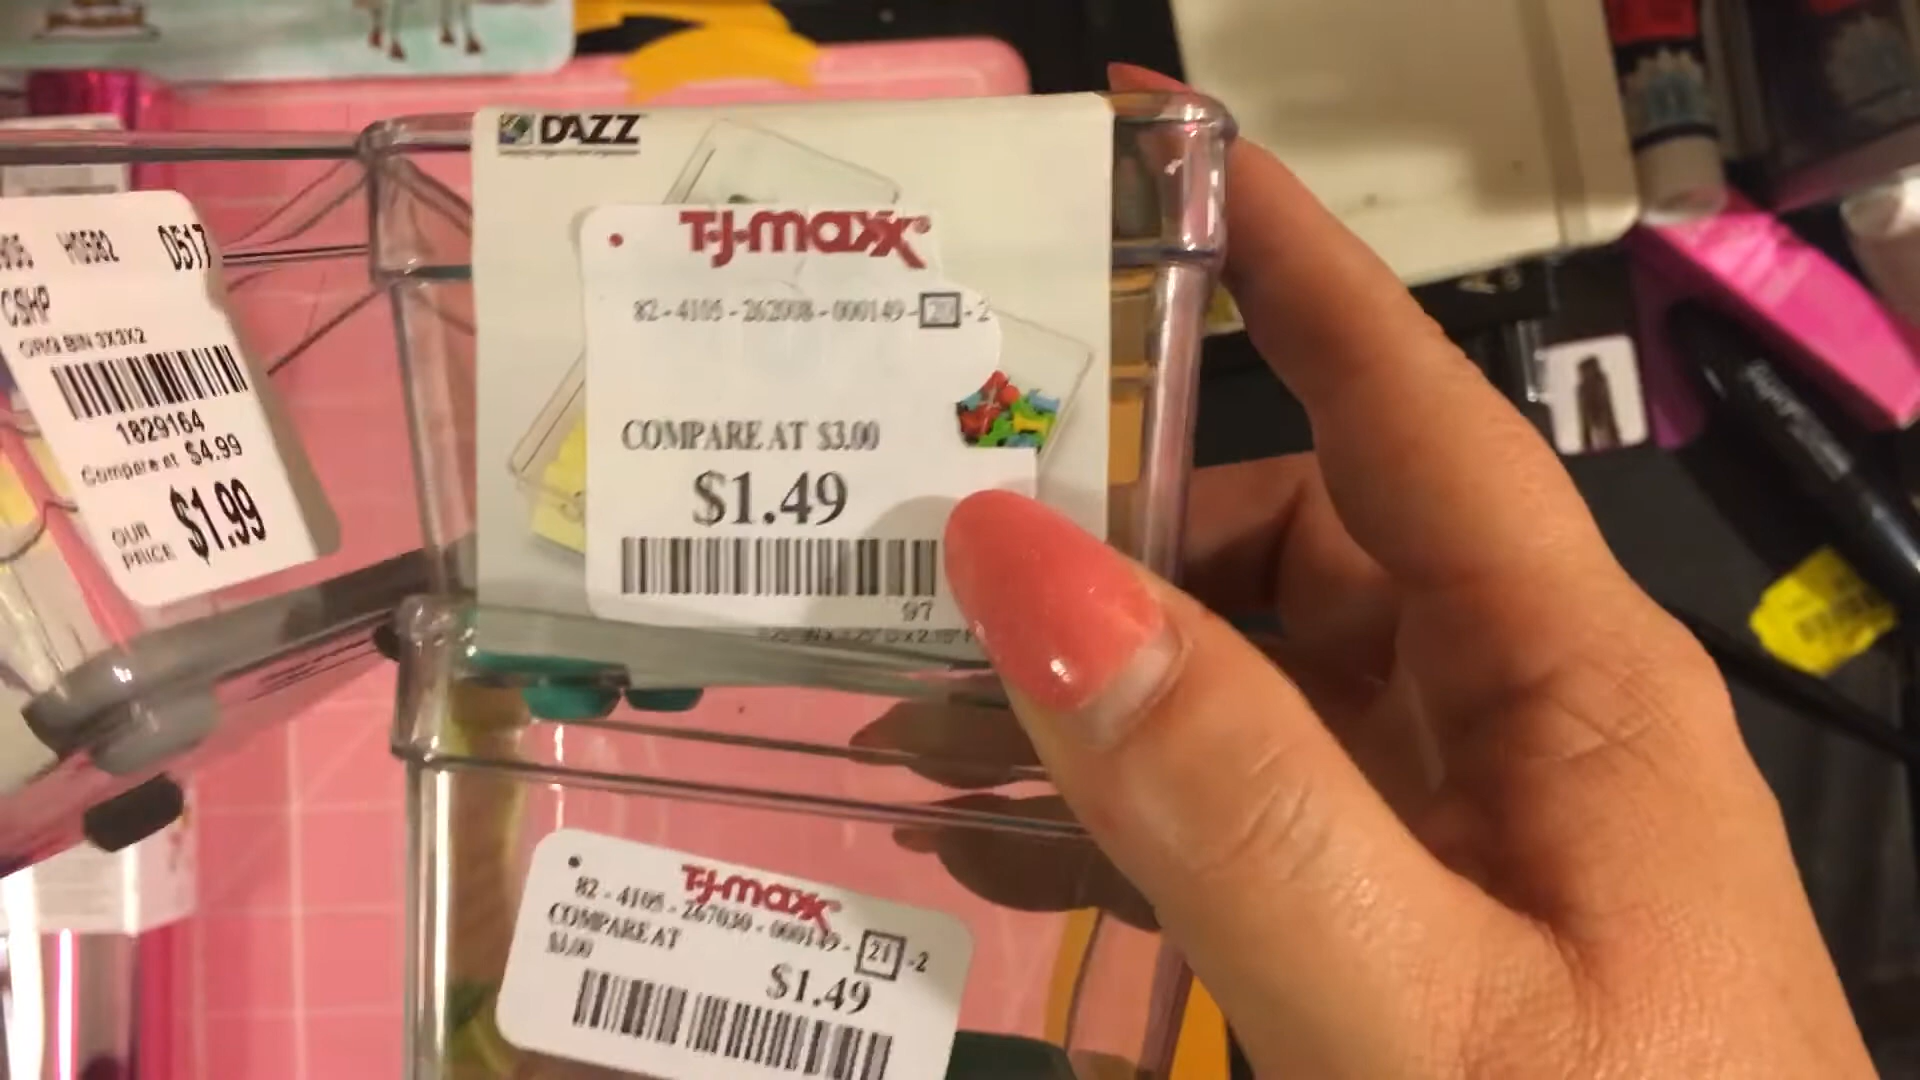 DAZZ
T·J·maxx®
82 - 4105 - 262008 - 000149 - 20 - 2
COMPARE AT $3.00
$1.49
97
H0582 0517
CSHP
ORG BIN 3X3X2
1829164
Compare at $4.99
OUR PRICE $1.99
T·J·maxx
82 - 4105 - 267030 - 000149 - 21 - 2
COMPARE AT
$3.00
$1.49